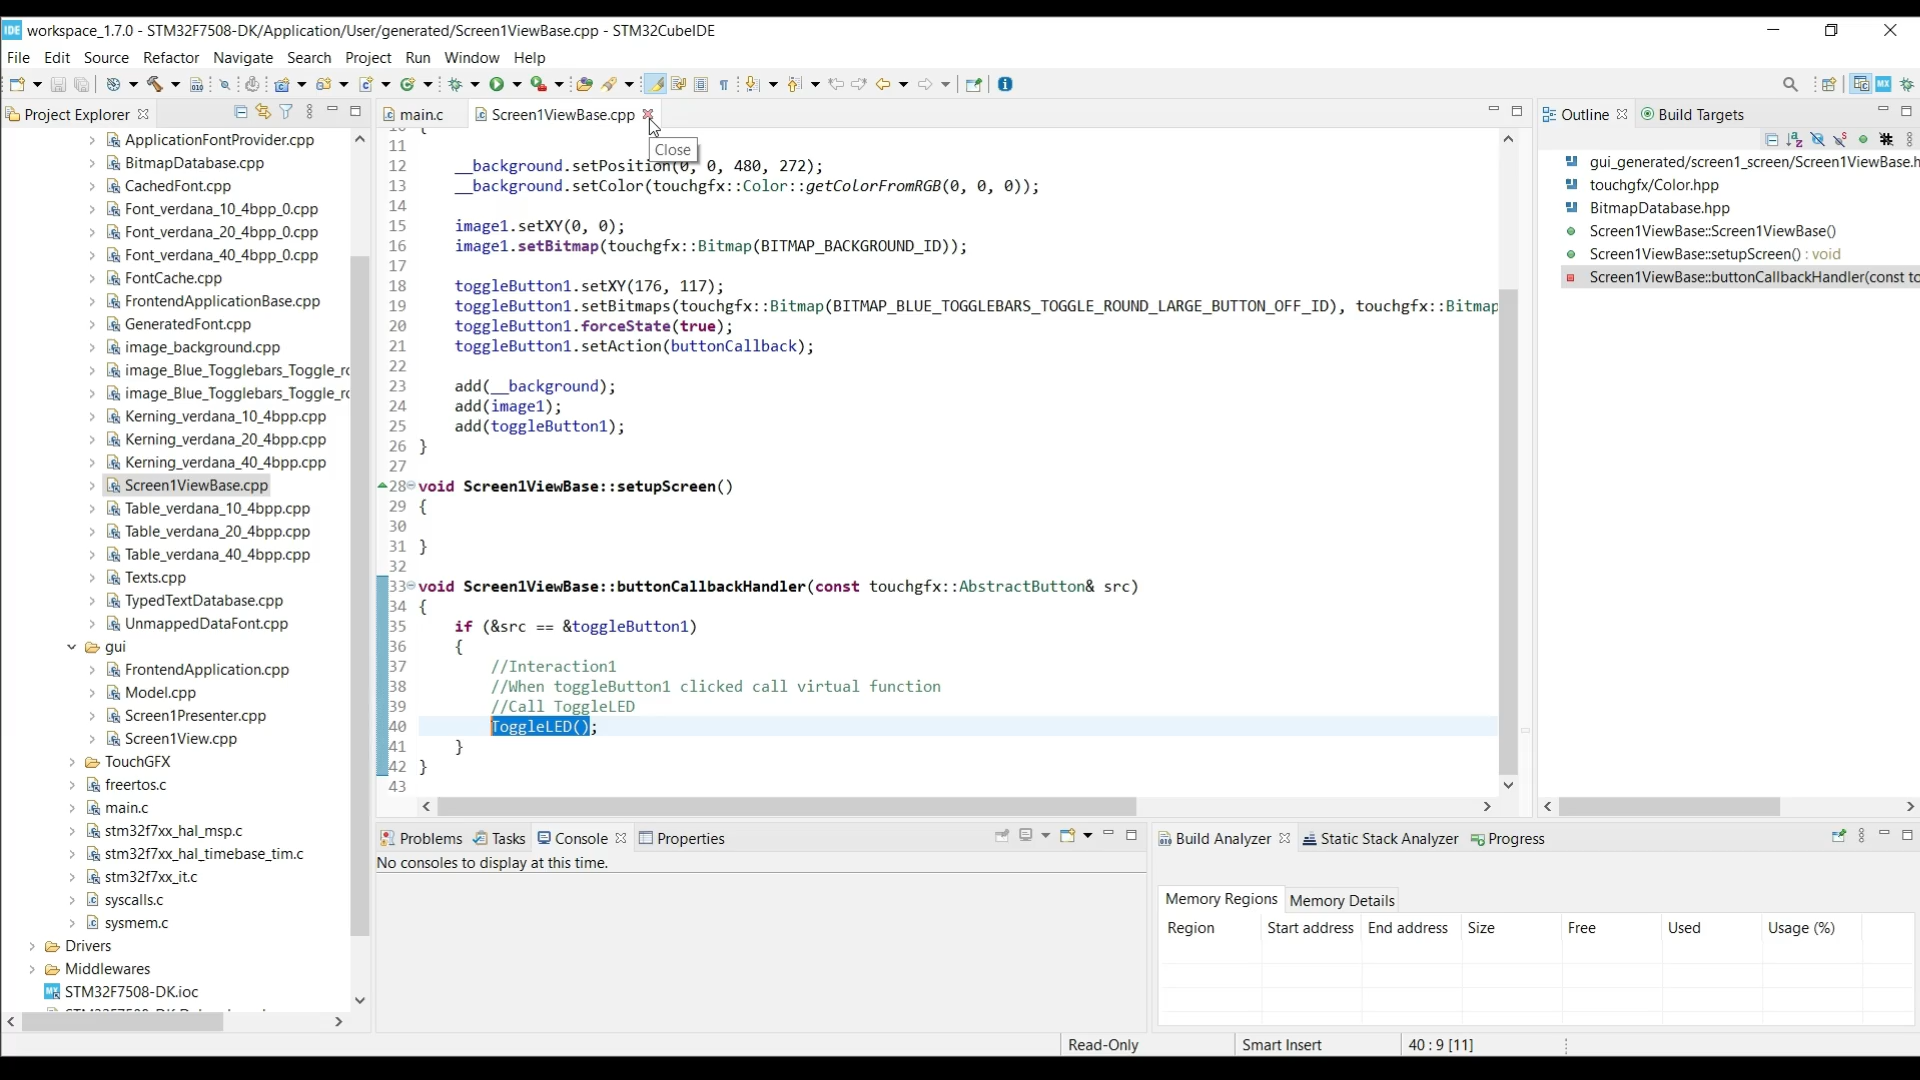 IDE workspace_1.7.0 - STM32F7508-DK/Application/User/generated/Screen1ViewBase.cpp - STM32CubeIDE
File Edit Source Refactor Navigate Search Project Run Window Help
Project Explorer
ApplicationFontProvider.cpp
BitmapDatabase.cpp
CachedFont.cpp
Font_verdana_10_4bpp_0.cpp
Font_verdana_20_4bpp_0.cpp
Font_verdana_40_4bpp_0.cpp
FontCache.cpp
FrontendApplicationBase.cpp
GeneratedFont.cpp
image_background.cpp
image_Blue_Togglebars_Toggle_r
image_Blue_Togglebars_Toggle_r
Kerning_verdana_10_4bpp.cpp
Kerning_verdana_20_4bpp.cpp
Kerning_verdana_40_4bpp.cpp
Screen1ViewBase.cpp
Table_verdana_10_4bpp.cpp
Table_verdana_20_4bpp.cpp
Table_verdana_40_4bpp.cpp
Texts.cpp
TypedTextDatabase.cpp
UnmappedDataFont.cpp
gui
FrontendApplication.cpp
Model.cpp
Screen1Presenter.cpp
Screen1View.cpp
TouchGFX
freertos.c
main.c
stm32f7xx_hal_msp.c
stm32f7xx_hal_timebase_tim.c
stm32f7xx_it.c
syscalls.c
sysmem.c
Drivers
Middlewares
STM32F7508-DK.ioc
main.c Screen1ViewBase.cpp
Close
11
12 __background.setPosition(0, 0, 480, 272);
13 __background.setColor(touchgfx::Color::getColorFromRGB(0, 0, 0));
14
15 image1.setXY(0, 0);
16 image1.setBitmap(touchgfx::Bitmap(BITMAP_BACKGROUND_ID));
17
18 toggleButton1.setXY(176, 117);
19 toggleButton1.setBitmaps(touchgfx::Bitmap(BITMAP_BLUE_TOGGLEBARS_TOGGLE_ROUND_LARGE_BUTTON_OFF_ID), touchgfx::Bitmap
20 toggleButton1.forceState(true);
21 toggleButton1.setAction(buttonCallback);
22
23 add(__background);
24 add(image1);
25 add(toggleButton1);
26 }
27
28 void Screen1ViewBase::setupScreen()
29 {
30
31 }
32
33 void Screen1ViewBase::buttonCallbackHandler(const touchgfx::AbstractButton& src)
34 {
35 if (&src == &toggleButton1)
36 {
37 //Interaction1
38 //When toggleButton1 clicked call virtual function
39 //Call ToggleLED
40 ToggleLED();
41 }
42 }
43
Outline Build Targets
gui_generated/screen1_screen/Screen1ViewBase.h
touchgfx/Color.hpp
BitmapDatabase.hpp
Screen1ViewBase::Screen1ViewBase()
Screen1ViewBase::setupScreen() : void
Screen1ViewBase::buttonCallbackHandler(const to
Problems Tasks Console Properties
No consoles to display at this time.
Build Analyzer Static Stack Analyzer Progress
Memory Regions Memory Details
Region Start address End address Size Free Used Usage (%)
Read-Only Smart Insert 40 : 9 [11]